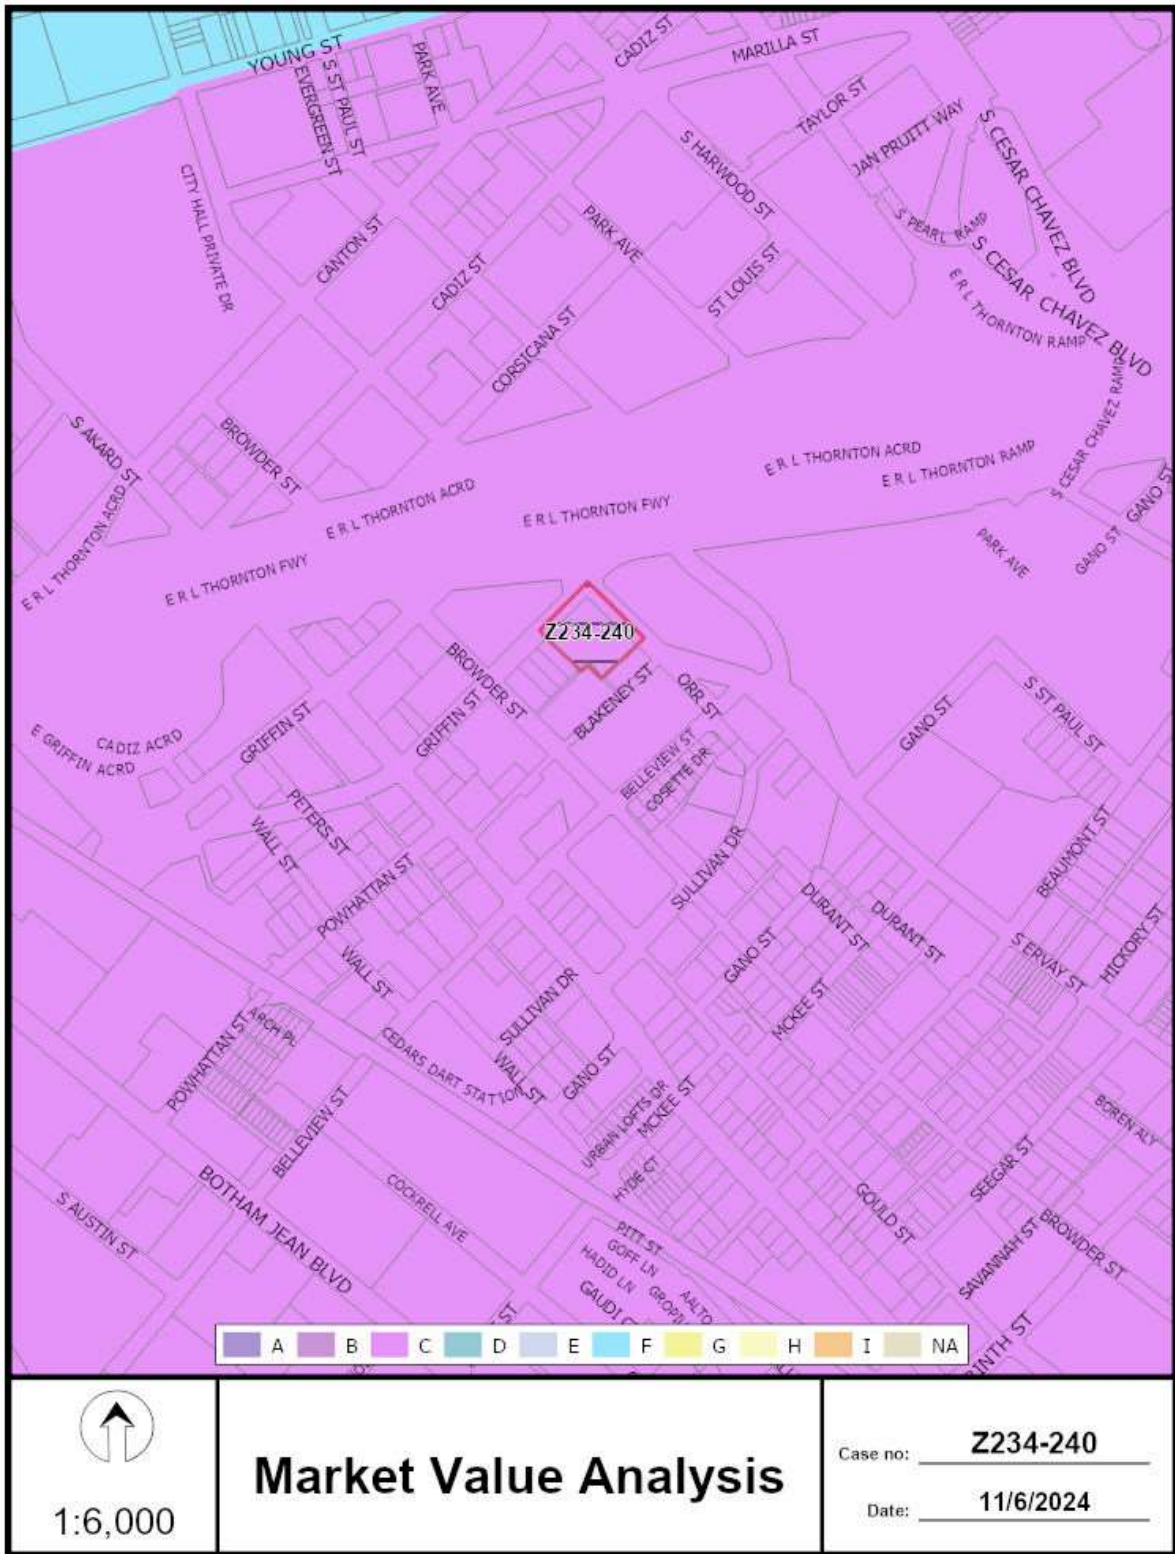 YOUNG ST
S ST PAUL ST
EVERGREEN ST
PARK AVE
CADIZ ST
MARILLA ST
TAYLOR ST
JAN PRUITT WAY
S CESAR CHAVEZ BLVD
S HARWOOD ST
CITY HALL PRIVATE DR
CANTON ST
CADIZ ST
PARK AVE
ST LOUIS ST
S PEARL RAMP
S CESAR CHAVEZ BLVD
E R L THORNTON RAMP
CORSICANA ST
S CESAR CHAVEZ RAMP
S AKARD ST
BROWDER ST
E R L THORNTON ACRD
E R L THORNTON ACRD
E R L THORNTON RAMP
E R L THORNTON ACRD
E R L THORNTON FWY
E R L THORNTON FWY
GANO ST
GANO ST
PARK AVE
Z234-240
BROWDER ST
GRIFFIN ST
BLAKENEY ST
ORR ST
GANO ST
S ST PAUL ST
E GRIFFIN ACRD
CADIZ ACRD
GRIFFIN ST
BELLEVIEW ST
COSETTE DR
PETERS ST
WALL ST
POWHATTAN ST
SULLIVAN DR
BEAUMONT ST
DURANT ST
DURANT ST
HICKORY ST
S ERVAY ST
WALL ST
GANO ST
MCKEE ST
SULLIVAN DR
ARCH PL
POWHATTAN ST
CEDARS DART STATION
WALL ST
GANO ST
URBAN LOFTS DR
MCKEE ST
BOREN ALY
BELLEVIEW ST
HYDE CT
SEEGAR ST
GOULD ST
BROWDER ST
SAVANNAH ST
BOTHAM JEAN BLVD
COCKRELL AVE
S AUSTIN ST
PITT ST
GOFF LN
HADID LN
AALTO
GAUDI
ST
RINTH ST
A B C D E F G H I NA
1:6,000
Market Value Analysis
Case no: Z234-240
Date: 11/6/2024